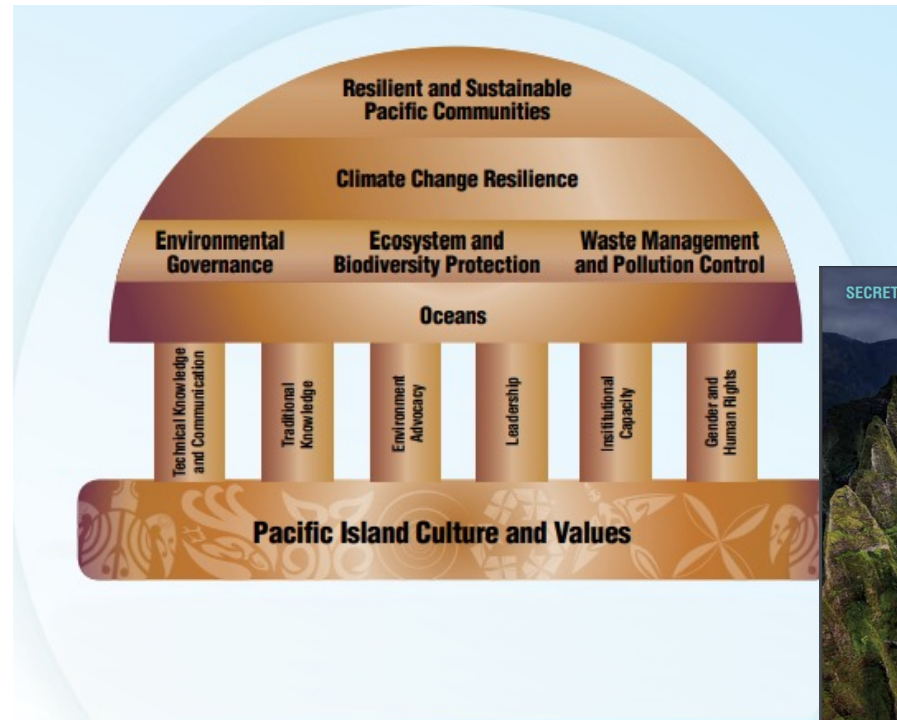 Resilient and Sustainable
Pacific Communities
Climate Change Resilience
Environmental
Governance
Ecosystem and
Biodiversity Protection
Waste Management
and Pollution Control
Oceans
Technical Knowledge
and Communication
Traditional
Knowledge
Environment
Advocacy
Leadership
Insititutional
Capacity
Gender and
Human Rights
Pacific Island Culture and Values
SECRET